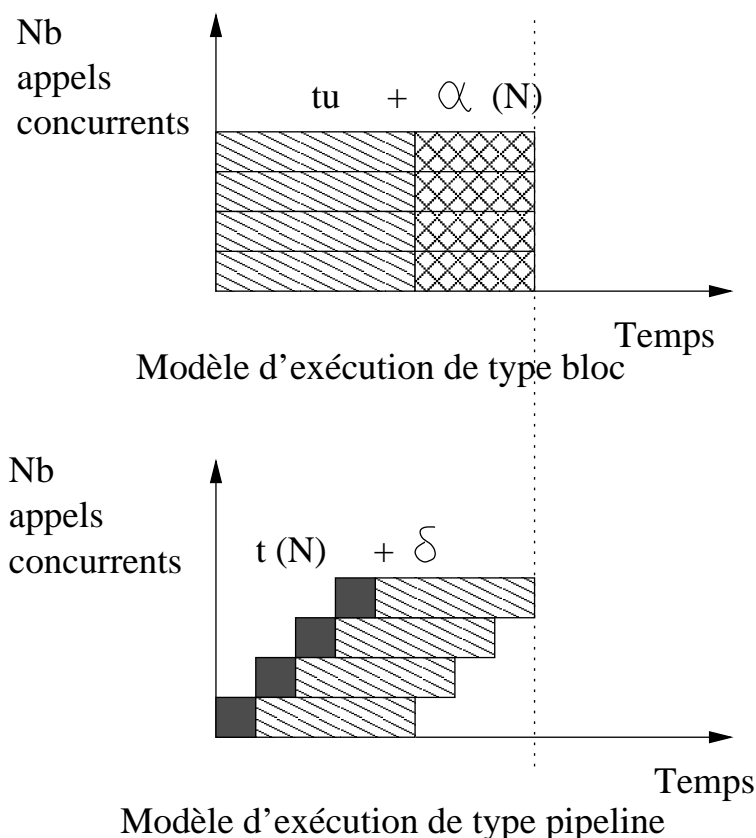 Nb
appels
concurrents
tu + α (N)
Temps
Modèle d'exécution de type bloc
Nb
appels
concurrents
t (N) + δ
Temps
Modèle d'exécution de type pipeline